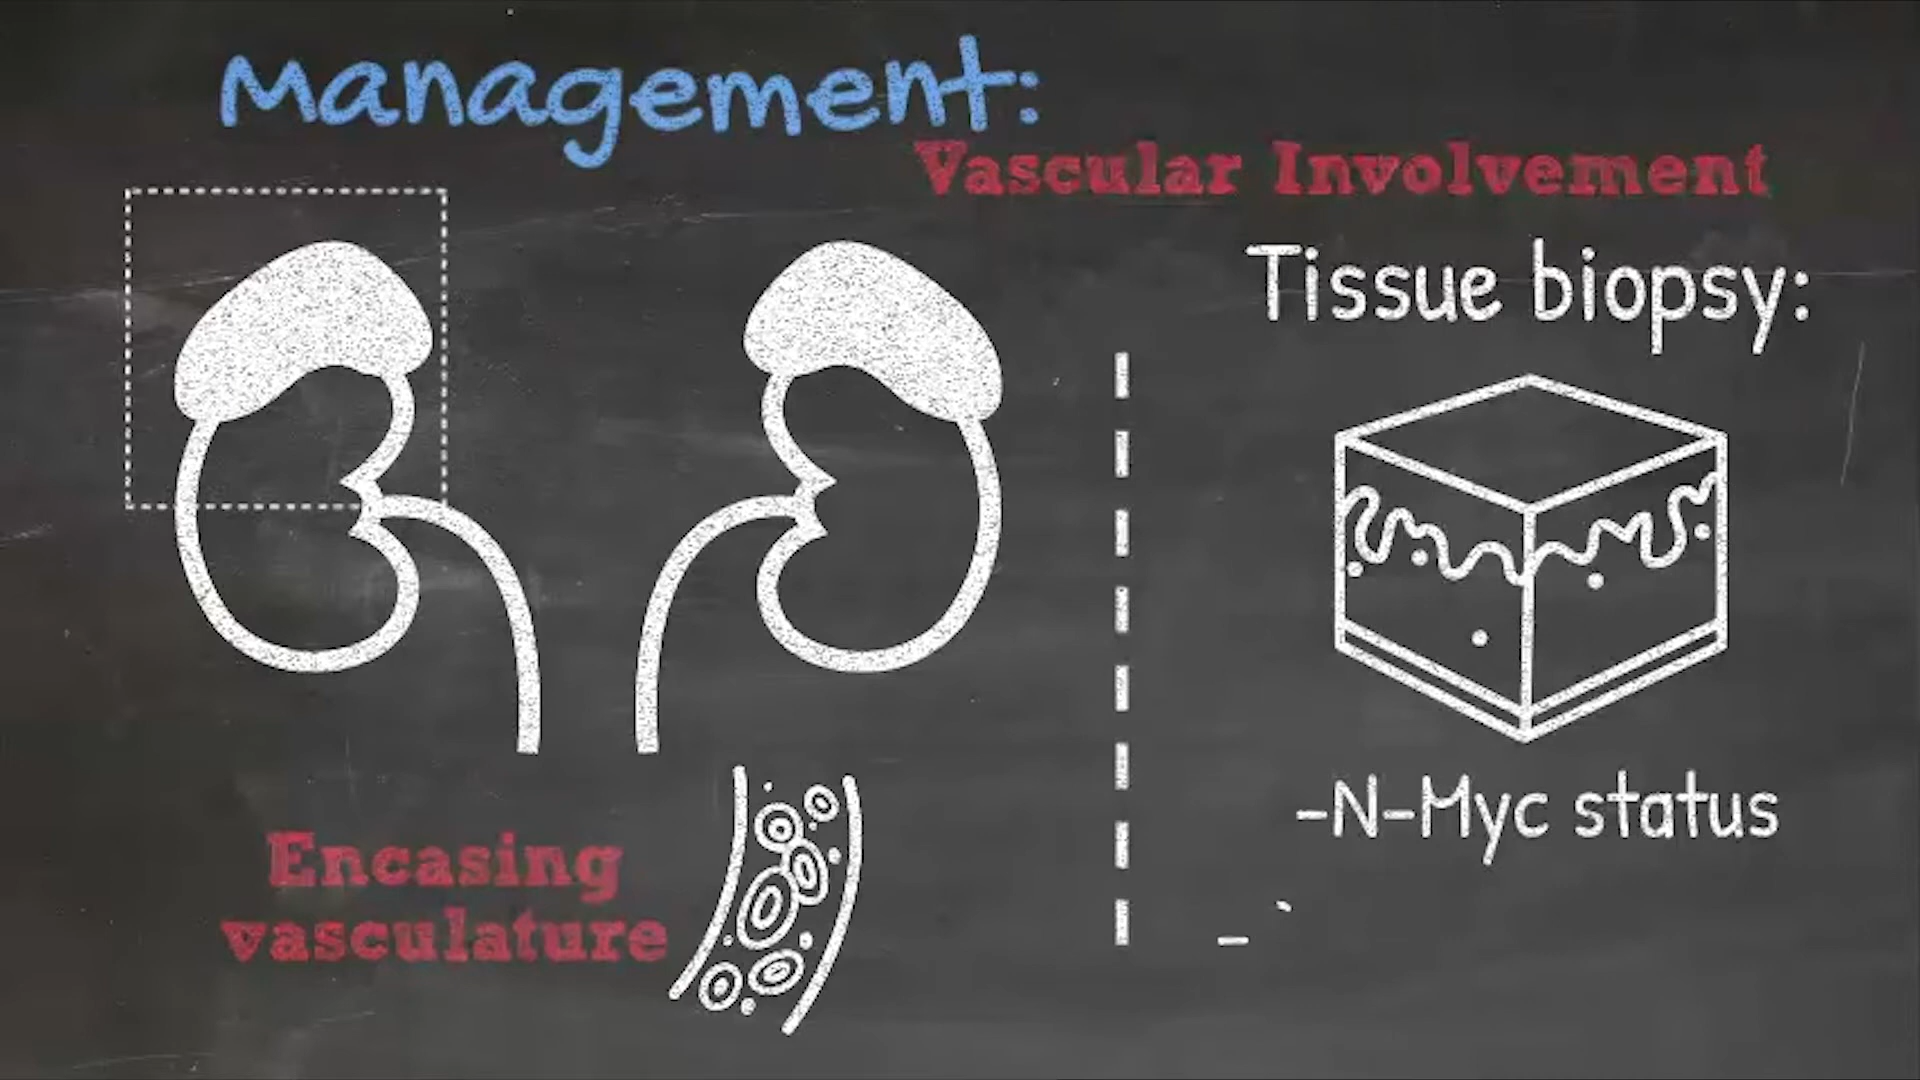 Management:
Vascular Involvement
Tissue biopsy:
-N-Myc status
Encasing
vasculature